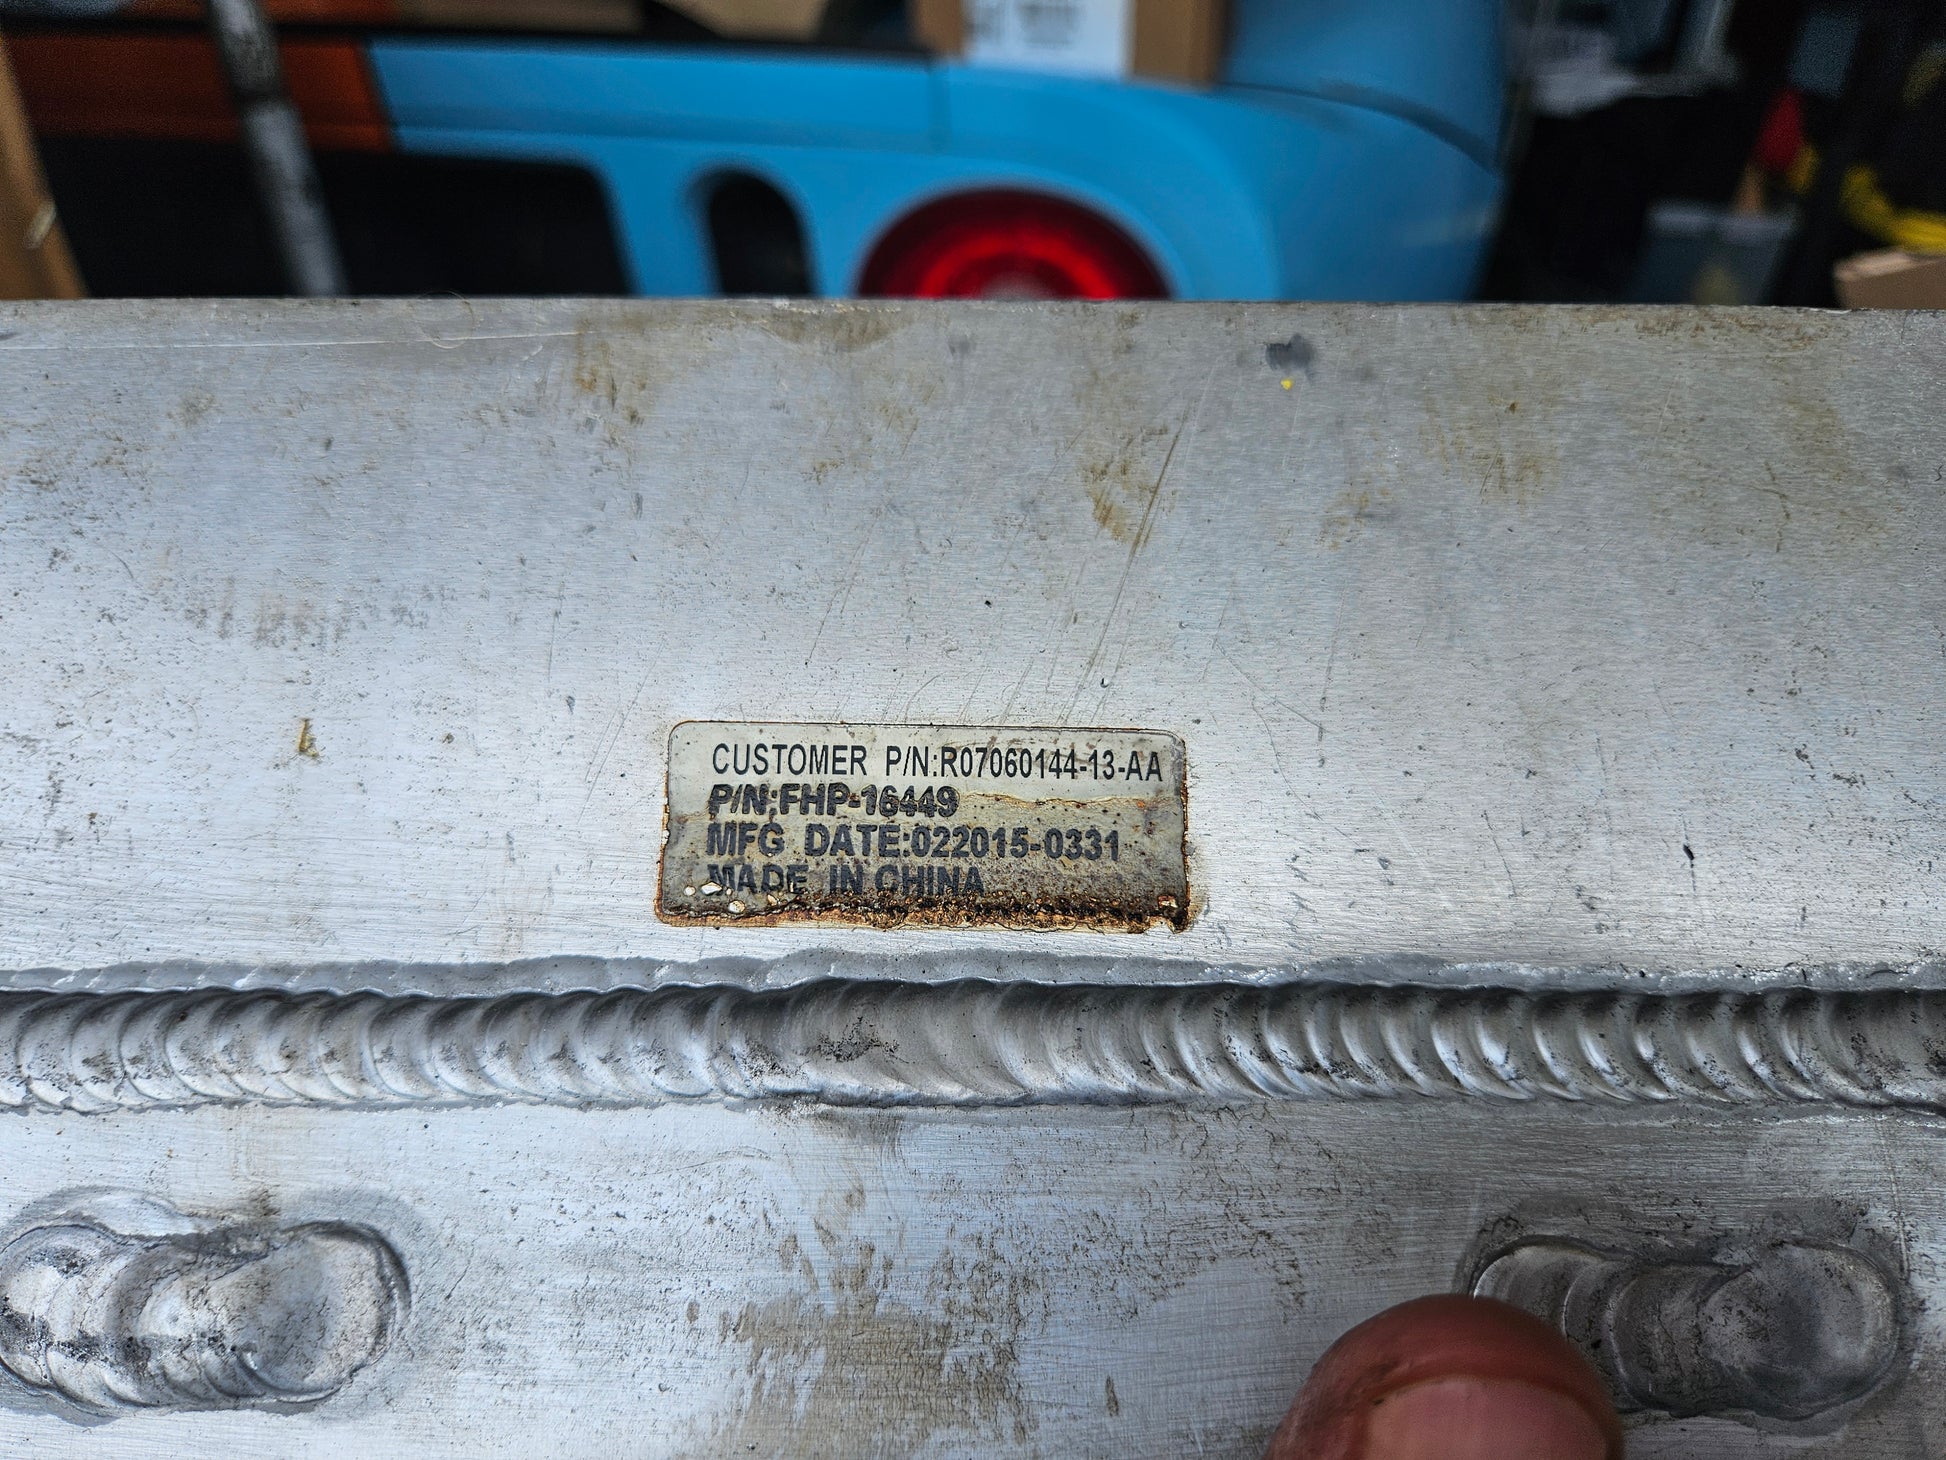 CUSTOMER P/N:R07060144-13-AA
P/N:FHP-16449
MFG DATE:022015-0331
MADE IN CHINA